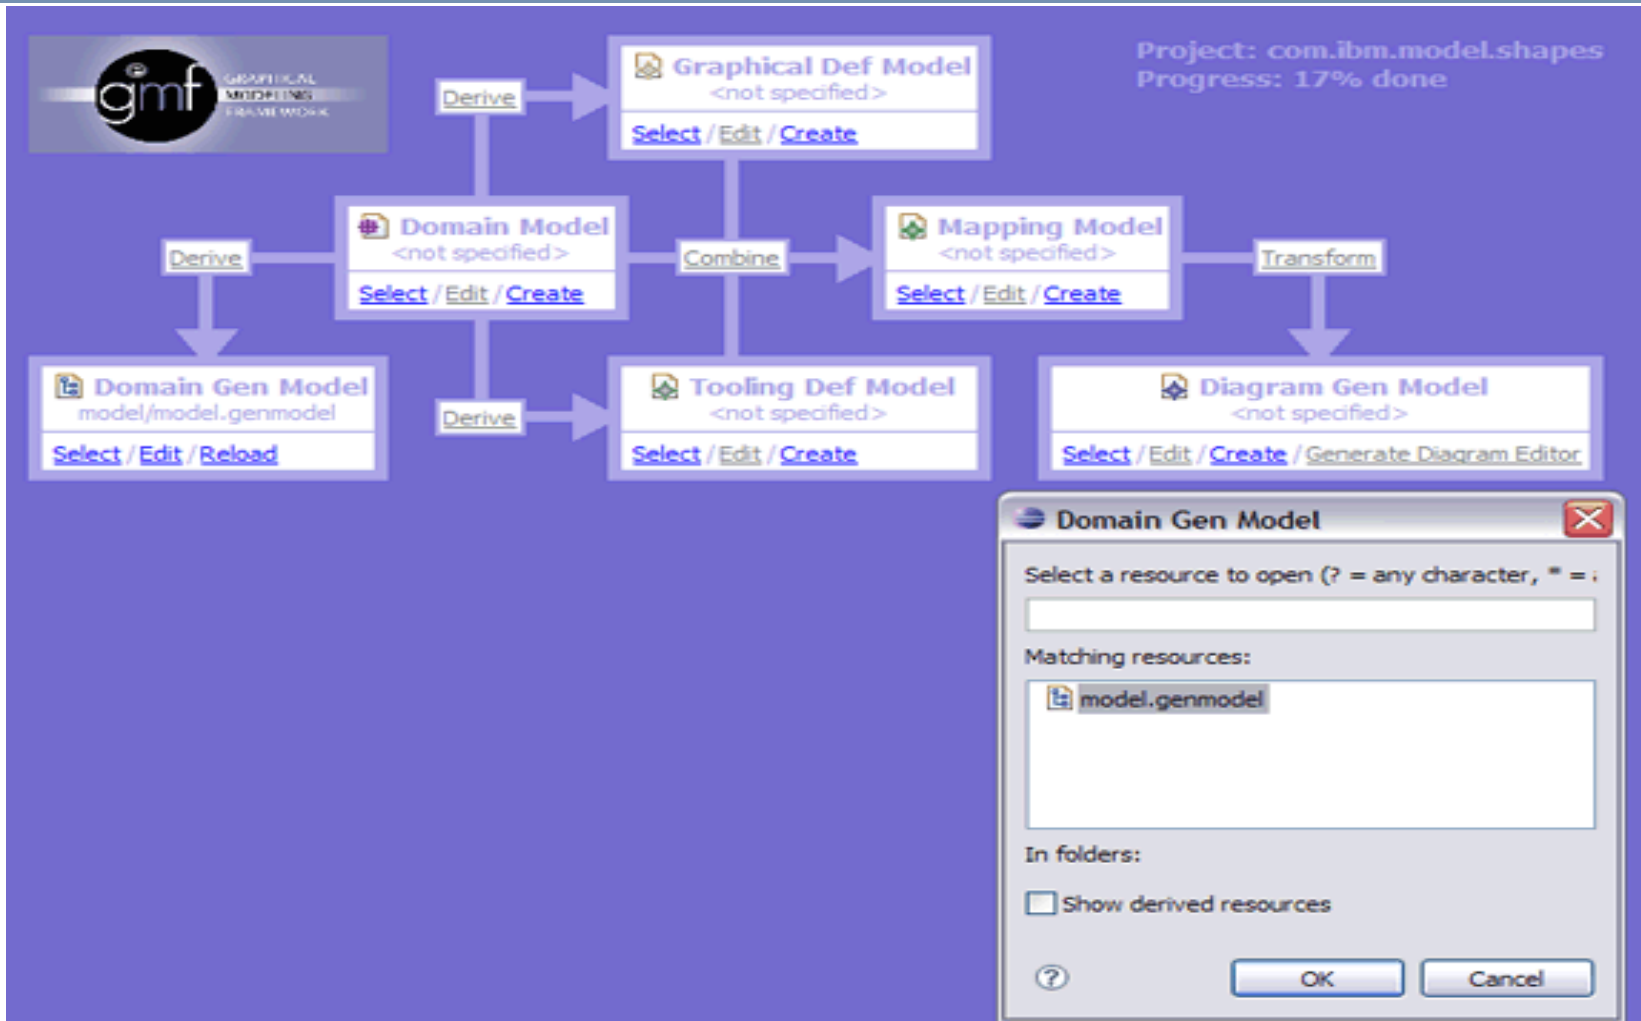 gmf
GRAPHICAL
MODELING
FRAMEWORK
Project: com.ibm.model.shapes
Progress: 17% done
Derive
Graphical Def Model
<not specified>
Select / Edit / Create
Derive
Domain Model
<not specified>
Select / Edit / Create
Combine
Mapping Model
<not specified>
Select / Edit / Create
Transform
Domain Gen Model
model/model.genmodel
Select / Edit / Reload
Derive
Tooling Def Model
<not specified>
Select / Edit / Create
Diagram Gen Model
<not specified>
Select / Edit / Create / Generate Diagram Editor
Domain Gen Model
Select a resource to open (? = any character, * =
Matching resources:
model.genmodel
In folders:
Show derived resources
?
OK
Cancel